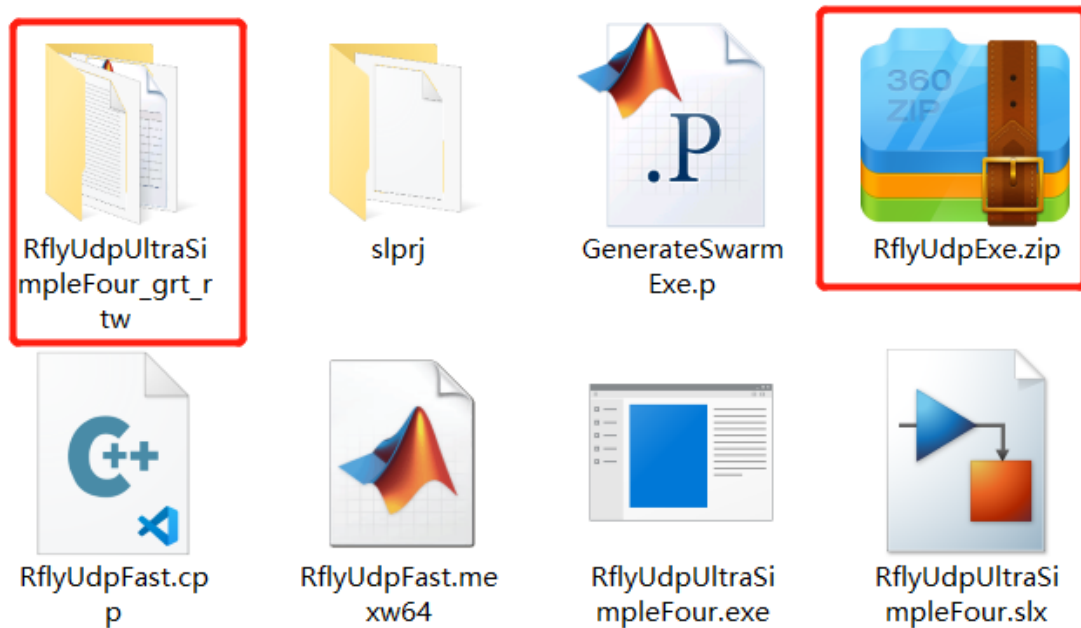 360
ZIP
.P
RflyUdpUltraSi
mpleFour_grt_r
tw
slprj
GenerateSwarm
Exe.p
RflyUdpExe.zip
C++
RflyUdpFast.cp
p
RflyUdpFast.me
xw64
RflyUdpUltraSi
mpleFour.exe
RflyUdpUltraSi
mpleFour.slx